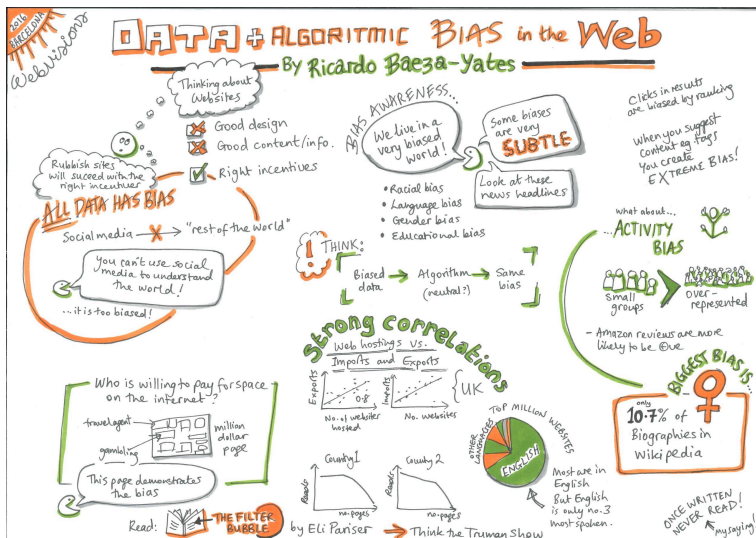 2016
BARCELONA
WebVisions
DATA + ALGORITMIC BIAS in the Web
By Ricardo Baeza-Yates
Thinking about
Websites
Good design
Good content/info.
Right incentives
Rubbish sites
will succeed with the
right incentives
ALL DATA HAS BIAS
Social media X → "rest of the world"
You can't use social
media to understand
the world!
...it is too biased!
BIAS AWARENESS...
We live in a
very biased
world!
Some biases
are very
SUBTLE
Look at these
news headlines
• Racial bias
• Language bias
• Gender bias
• Educational bias
Clicks in results
are biased by ranking
When you suggest
content eg tags
You create
EXTREME BIAS!
! THINK:
Biased
data → Algorithm
(neutral?) → Same
bias
what about...
ACTIVITY
BIAS
small
groups
over-
represented
- Amazon reviews are more
likely to be +ve
Strong correlations
Web hostings Vs.
Imports and Exports
Exports
0.8
No. of websites
hosted
Imports
No. websites
UK
BIGGEST BIAS IS...
only
10.7% of
Biographies in
Wikipedia
Who is willing to pay for space
on the internet?
travel agent
gambling
million
dollar
page
This page demonstrates
the bias
Read:
THE FILTER
BUBBLE
by Eli Pariser → Think the Truman Show
Country 1
Reads
no. pages
Country 2
Reads
no. pages
TOP MILLION WEBSITES
OTHER
LANGUAGES
ENGLISH
Most are in
English
But English
is only no. 3
most spoken.
ONCE WRITTEN
NEVER READ!
my saying!